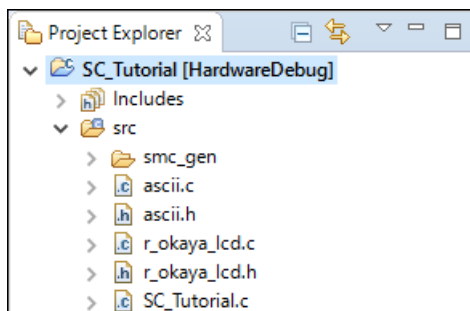 Project Explorer
SC_Tutorial [HardwareDebug]
Includes
src
smc_gen
ascii.c
ascii.h
r_okaya_lcd.c
r_okaya_lcd.h
SC_Tutorial.c